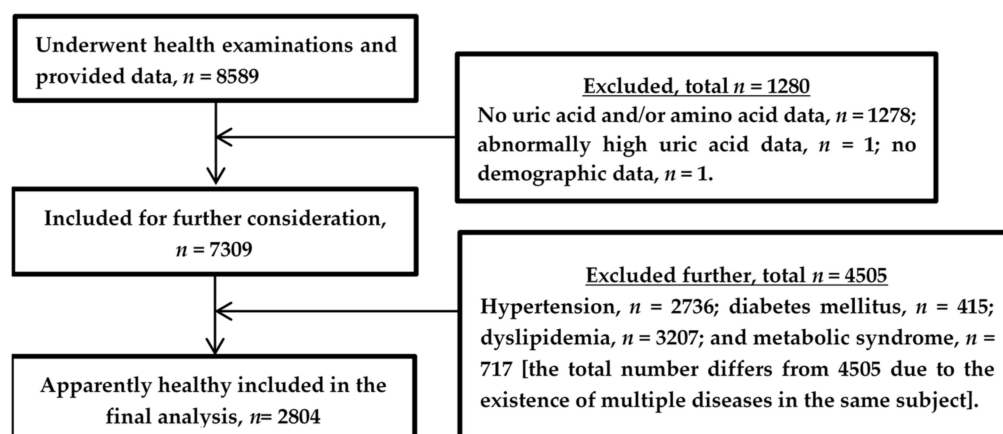 Underwent health examinations and
provided data, n = 8589
Excluded, total n = 1280
No uric acid and/or amino acid data, n = 1278;
abnormally high uric acid data, n = 1; no
demographic data, n = 1.
Included for further consideration,
n = 7309
Excluded further, total n = 4505
Hypertension, n = 2736; diabetes mellitus, n = 415;
dyslipidemia, n = 3207; and metabolic syndrome, n =
717 [the total number differs from 4505 due to the
existence of multiple diseases in the same subject].
Apparently healthy included in the
final analysis, n= 2804